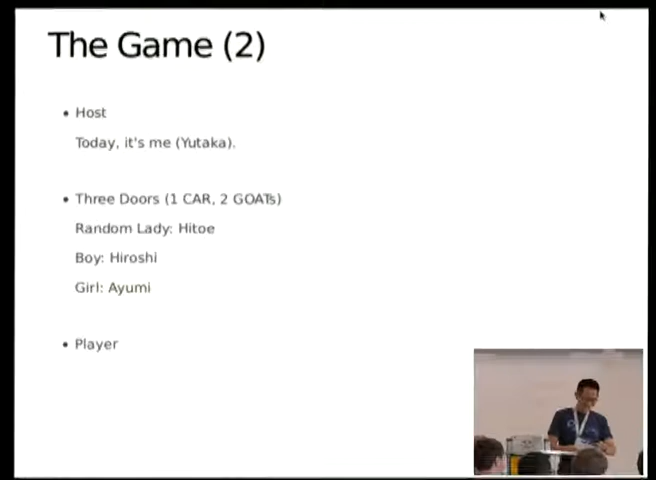 The Game (2)
• Host
Today, it's me (Yutaka).
• Three Doors (1 CAR, 2 GOATs)
Random Lady: Hitoe
Boy: Hiroshi
Girl: Ayumi
• Player